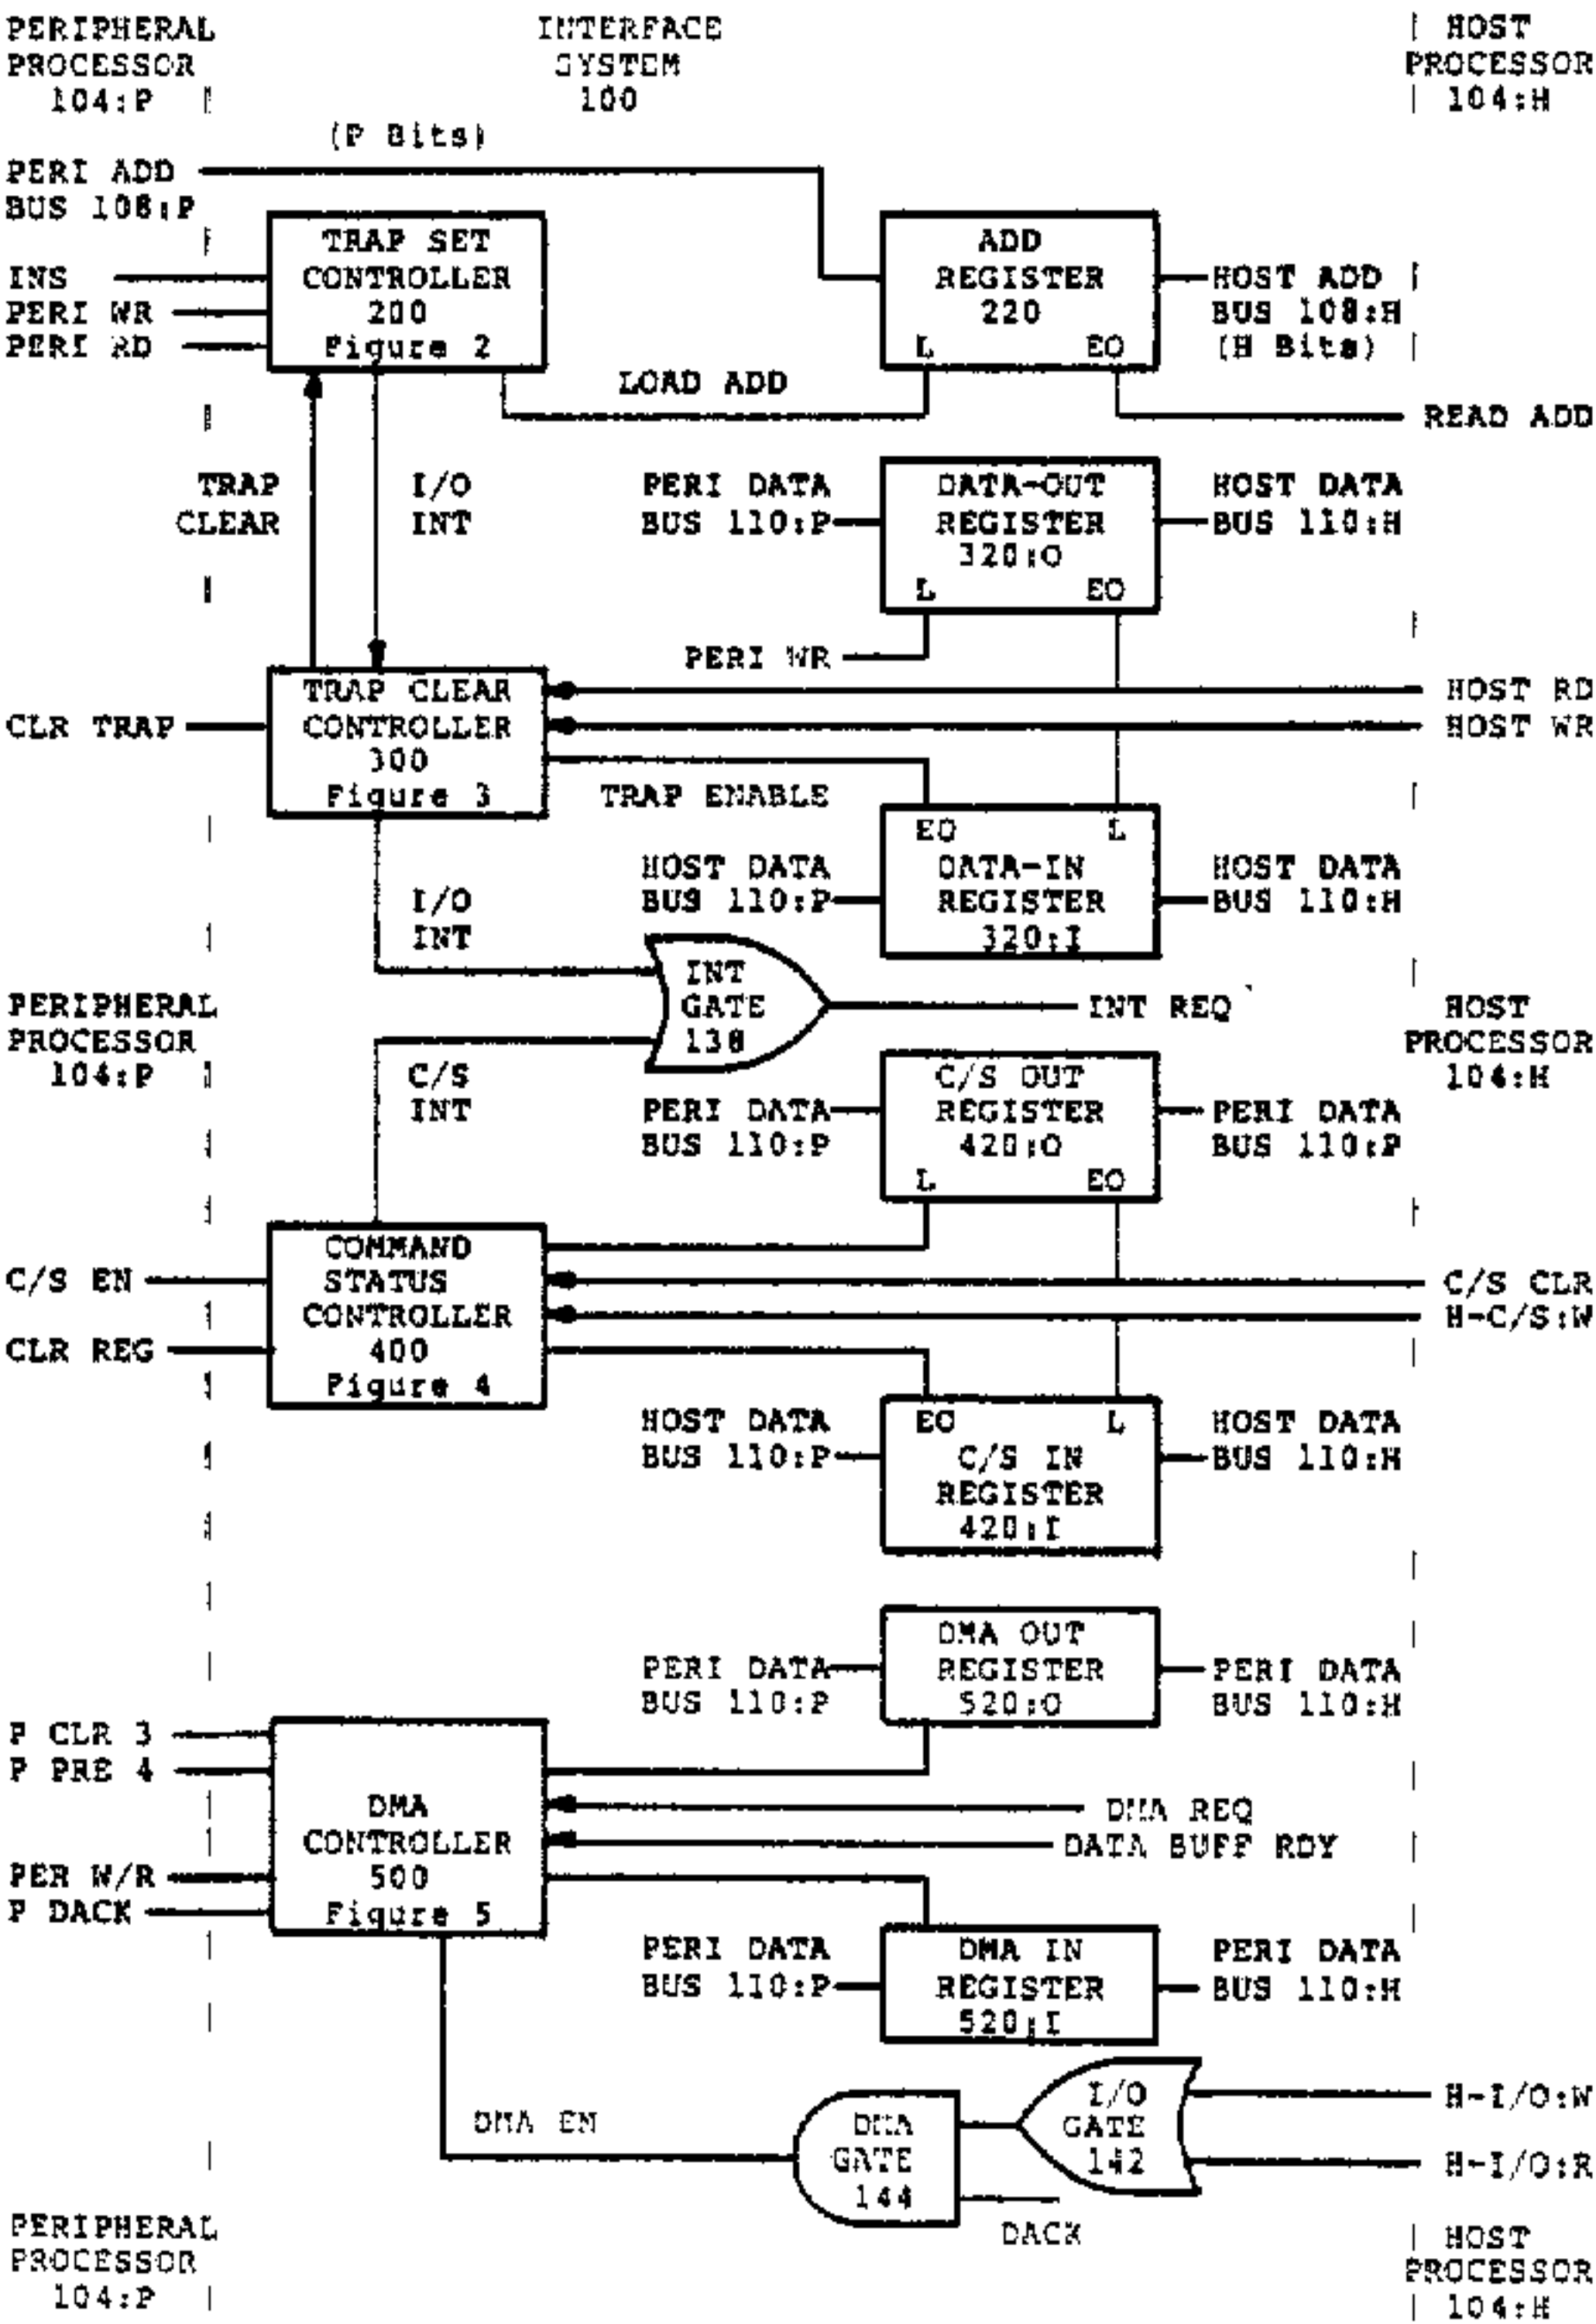 PERIPHERAL
PROCESSOR
104:P
INTERFACE
SYSTEM
100
HOST
PROCESSOR
104:H
(P Bits)
PERI ADD
BUS 108:P
INS
PERI WR
PERI RD
TRAP SET
CONTROLLER
200
Figure 2
ADD
REGISTER
220
L EO
HOST ADD
BUS 108:H
(H Bits)
LOAD ADD
READ ADD
TRAP
CLEAR
I/O
INT
PERI DATA
BUS 110:P
DATA-OUT
REGISTER
320:O
L EO
HOST DATA
BUS 110:H
PERI WR
CLR TRAP
TRAP CLEAR
CONTROLLER
300
Figure 3
HOST RD
HOST WR
TRAP ENABLE
EO L
DATA-IN
REGISTER
320:I
HOST DATA
BUS 110:P
HOST DATA
BUS 110:H
I/O
INT
INT
GATE
138
INT REQ
PERIPHERAL
PROCESSOR
104:P
HOST
PROCESSOR
104:H
C/S
INT
PERI DATA
BUS 110:P
C/S OUT
REGISTER
420:O
L EO
PERI DATA
BUS 110:P
C/S EN
CLR REG
COMMAND
STATUS
CONTROLLER
400
Figure 4
C/S CLR
H-C/S:W
HOST DATA
BUS 110:P
EO L
C/S IN
REGISTER
420:I
HOST DATA
BUS 110:H
PERI DATA
BUS 110:P
DMA OUT
REGISTER
520:O
PERI DATA
BUS 110:H
P CLR 3
P PRE 4
PER W/R
P DACK
DMA
CONTROLLER
500
Figure 5
DMA REQ
DATA BUFF RDY
PERI DATA
BUS 110:P
DMA IN
REGISTER
520:I
PERI DATA
BUS 110:H
DMA EN
DMA
GATE
144
I/O
GATE
142
H-I/O:W
H-I/O:R
DACK
PERIPHERAL
PROCESSOR
104:P
HOST
PROCESSOR
104:H